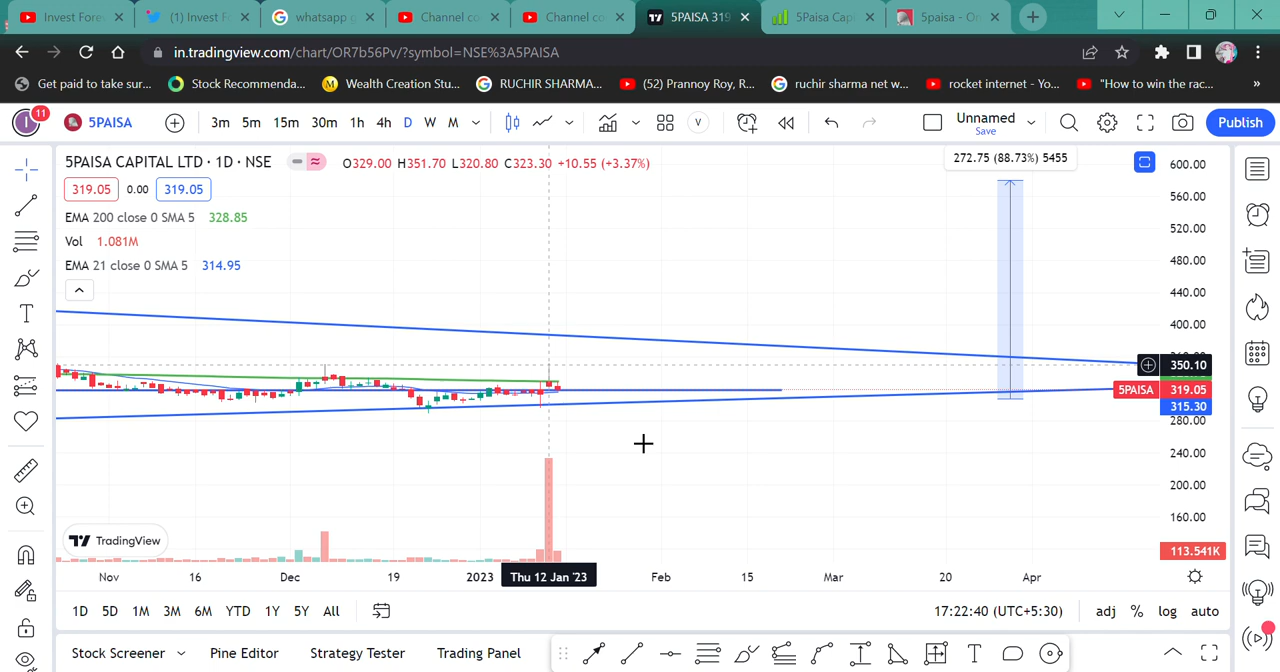 Invest Forev
(1) Invest F
whatsapp g
Channel co
Channel co
5PAISA 319
5Paisa Capi
5paisa - On
in.tradingview.com/chart/OR7b56Pv/?symbol=NSE%3A5PAISA
Get paid to take sur...
Stock Recommenda...
Wealth Creation Stu...
RUCHIR SHARMA...
(52) Prannoy Roy, R...
ruchir sharma net w...
rocket internet - Yo...
"How to win the rac...
»
I
11
5PAISA
3m 5m 15m 30m 1h 4h D W M
V
Unnamed
Save
Publish
5PAISA CAPITAL LTD · 1D · NSE
O329.00 H351.70 L320.80 C323.30 +10.55 (+3.37%)
319.05 0.00 319.05
EMA 200 close 0 SMA 5 328.85
Vol 1.081M
EMA 21 close 0 SMA 5 314.95
272.75 (88.73%) 5455
600.00
560.00
520.00
480.00
440.00
400.00
350.10
5PAISA 319.05
315.30
280.00
240.00
200.00
160.00
113.541K
TradingView
Nov 16 Dec 19 2023 Thu 12 Jan '23 Feb 15 Mar 20 Apr
1D 5D 1M 3M 6M YTD 1Y 5Y All
17:22:40 (UTC+5:30) adj % log auto
Stock Screener Pine Editor Strategy Tester Trading Panel